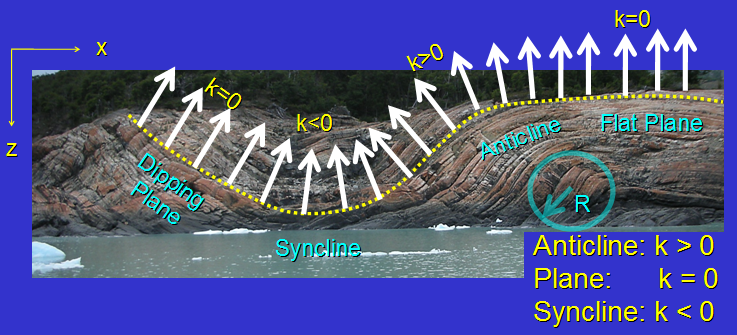 k=0
x
k>0
k=0
k<0
z
Anticline
Flat Plane
Dipping
Plane
R
Syncline
Anticline: k > 0
Plane: k = 0
Syncline: k < 0